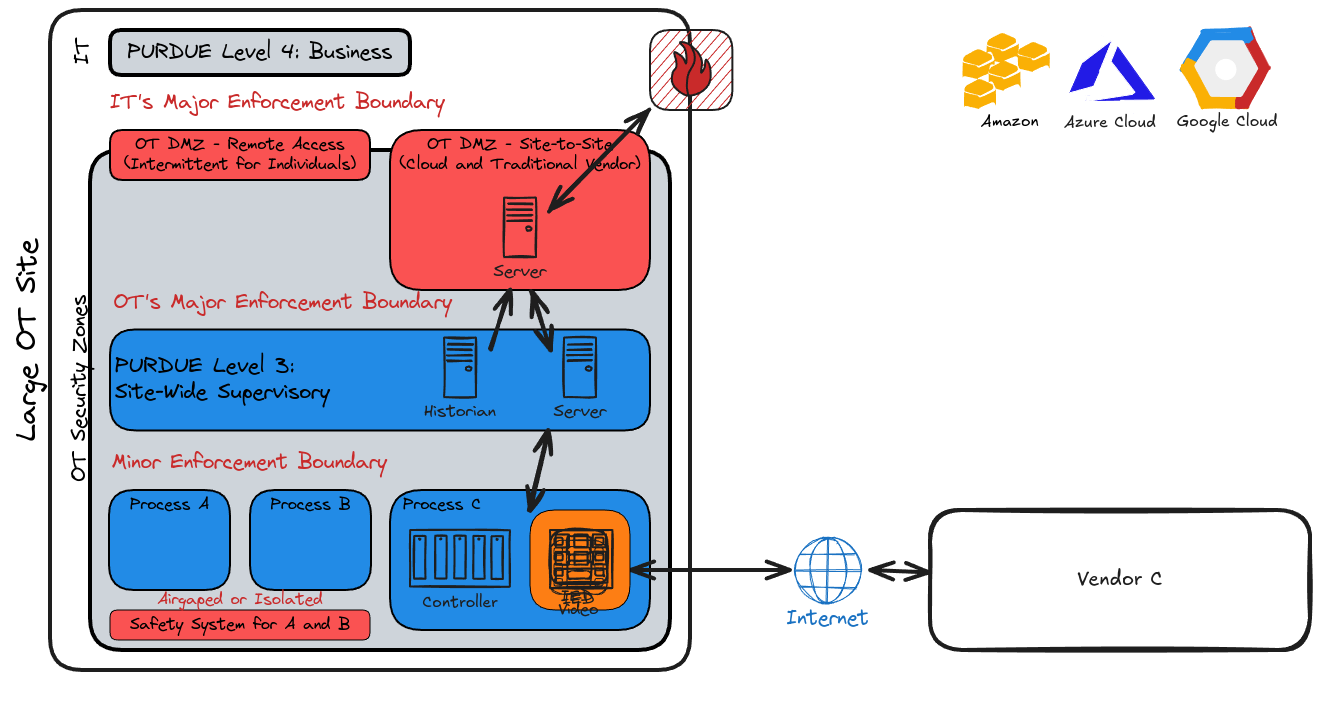 IT
PURDUE Level 4: Business
IT's Major Enforcement Boundary
OT DMZ - Remote Access
(Intermittent for Individuals)
OT DMZ - Site-to-Site
(Cloud and Traditional Vendor)
Server
Large OT Site
OT Security Zones
OT's Major Enforcement Boundary
PURDUE Level 3:
Site-Wide Supervisory
Historian
Server
Minor Enforcement Boundary
Process A
Process B
Process C
Controller
IED
Video
Airgaped or Isolated
Safety System for A and B
Amazon
Azure Cloud
Google Cloud
Internet
Vendor C